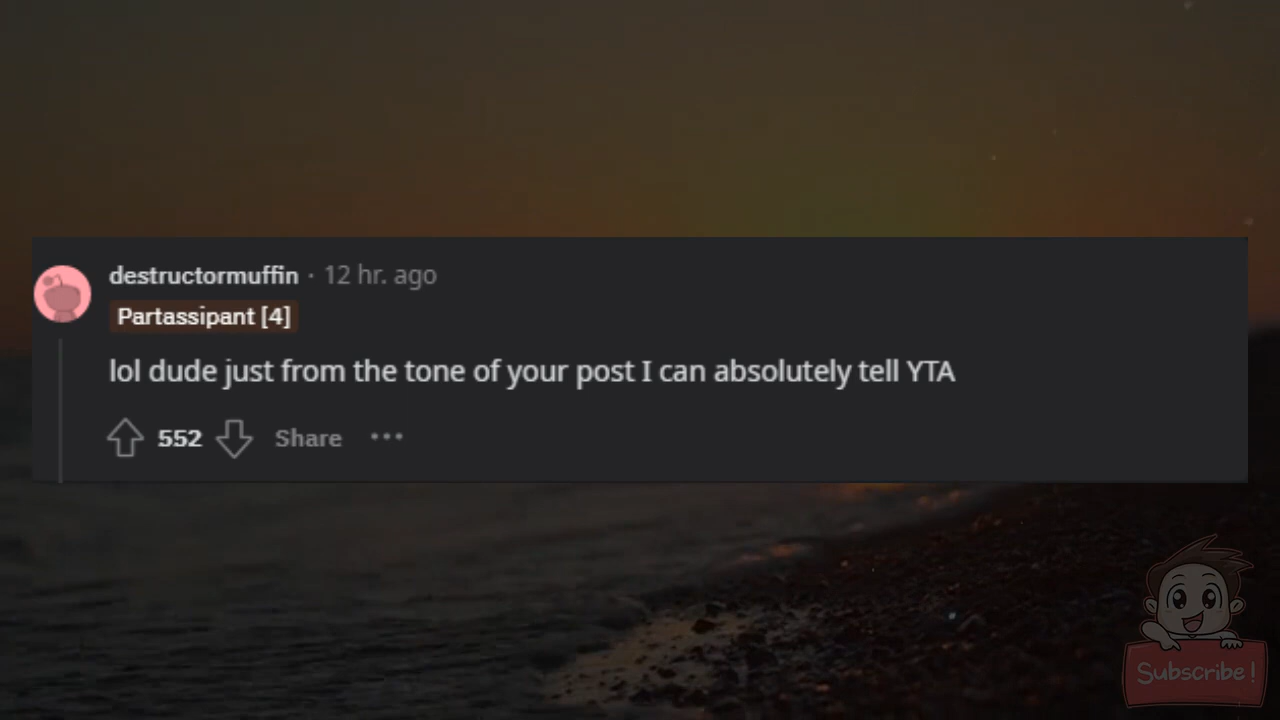 destructormuffin · 12 hr. ago
Partassipant [4]
lol dude just from the tone of your post I can absolutely tell YTA
552 Share •••
Subscribe !